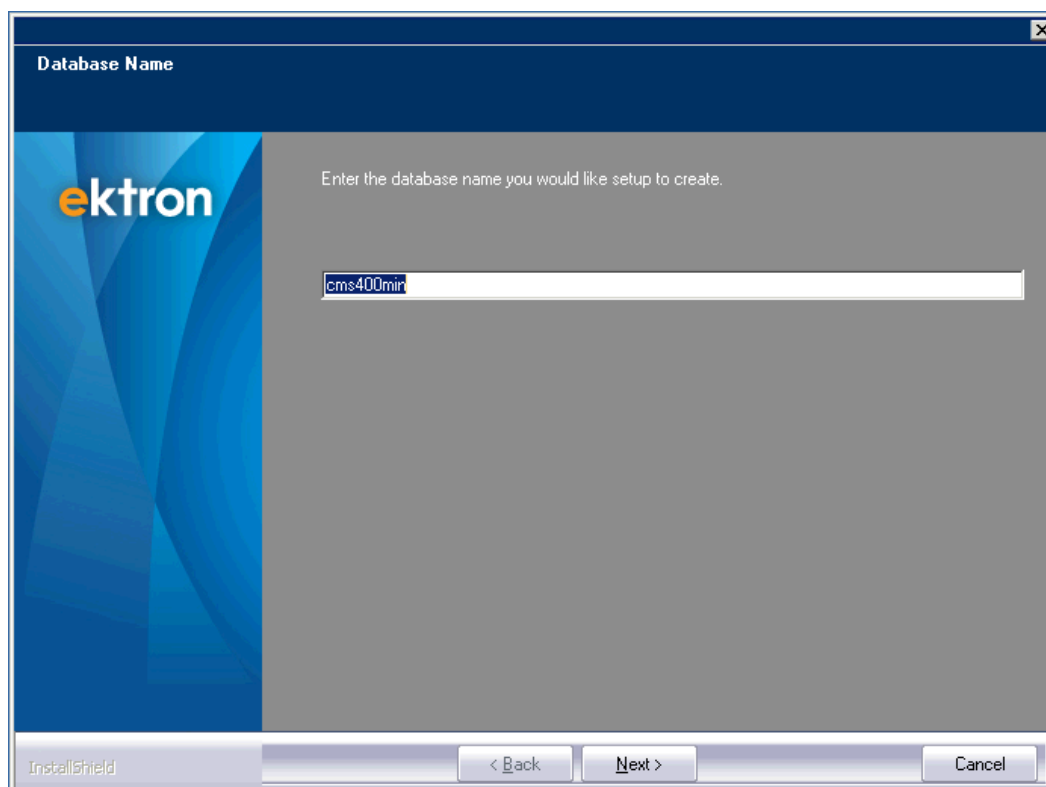 Database Name
ektron
Enter the database name you would like setup to create.
cms400min
InstallShield
< Back
Next >
Cancel